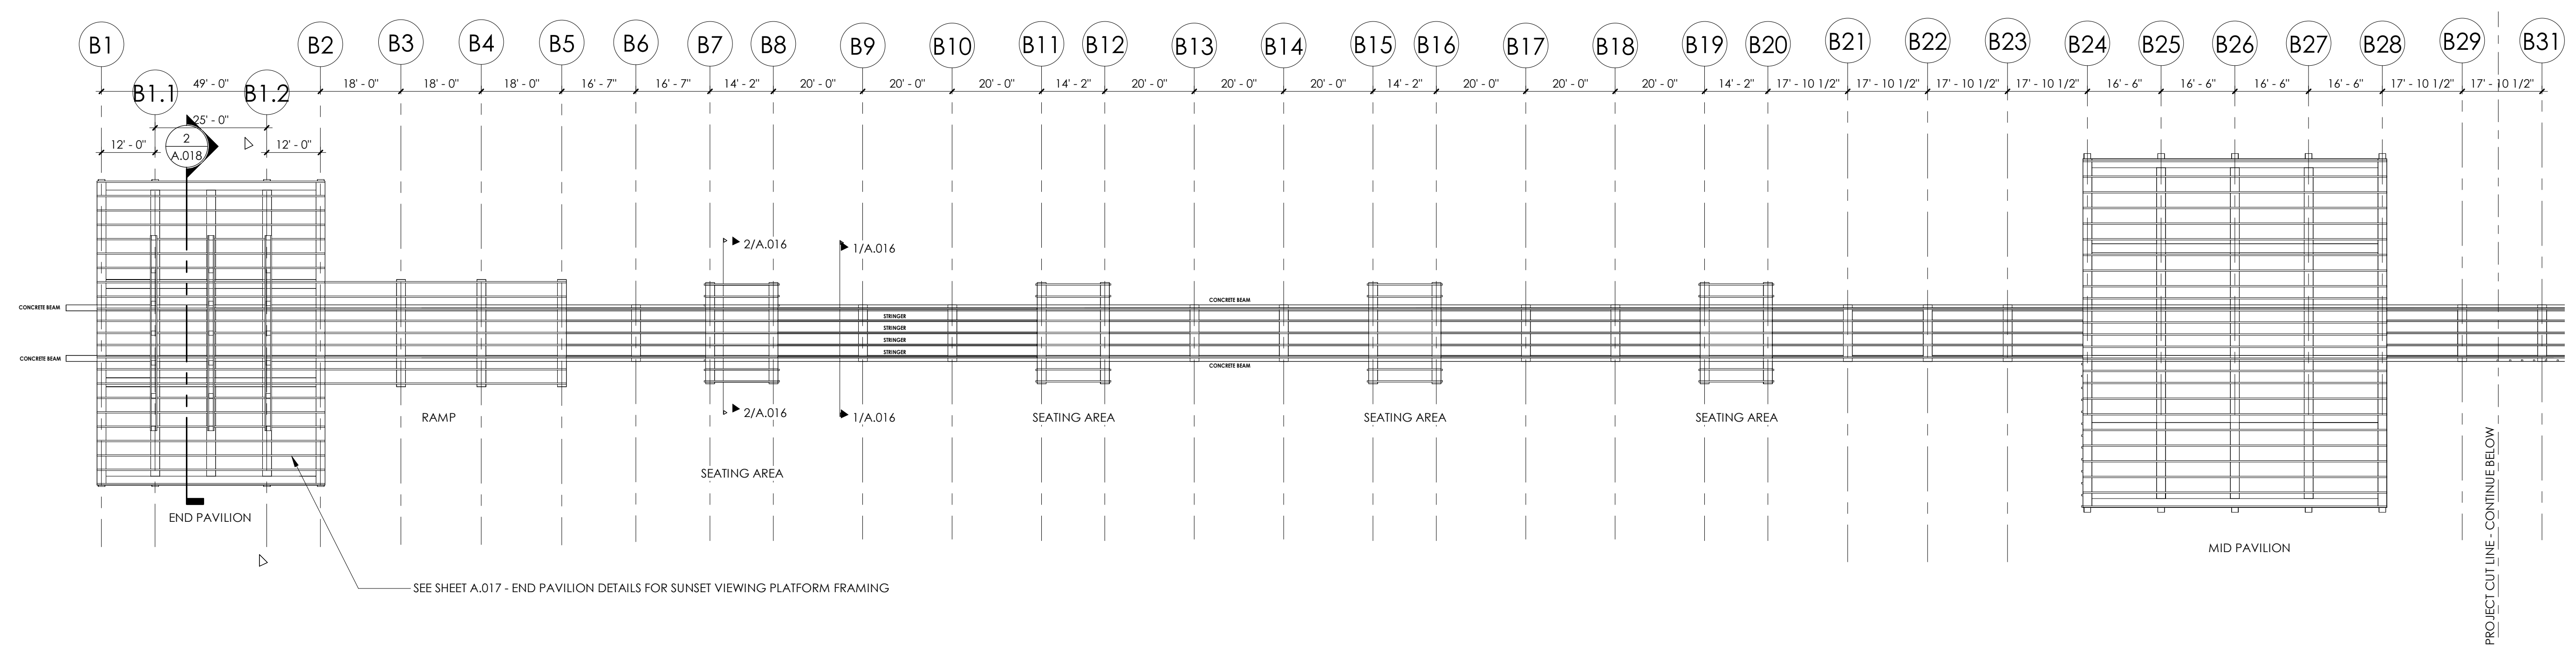 B1 B2 B3 B4 B5 B6 B7 B8 B9 B10 B11 B12 B13 B14 B15 B16 B17 B18 B19 B20 B21 B22 B23 B24 B25 B26 B27 B28 B29 B31
49' - 0" 18' - 0" 18' - 0" 18' - 0" 16' - 7" 16' - 7" 14' - 2" 20' - 0" 20' - 0" 20' - 0" 14' - 2" 20' - 0" 20' - 0" 20' - 0" 14' - 2" 20' - 0" 20' - 0" 20' - 0" 14' - 2" 17' - 10 1/2" 17' - 10 1/2" 17' - 10 1/2" 17' - 10 1/2" 16' - 6" 16' - 6" 16' - 6" 16' - 6" 17' - 10 1/2" 17' - 10 1/2"
B1.1 B1.2
25' - 0"
12' - 0" 12' - 0"
2
A.018
2/A.016
1/A.016
CONCRETE BEAM
CONCRETE BEAM
STRINGER
STRINGER
STRINGER
STRINGER
CONCRETE BEAM
CONCRETE BEAM
2/A.016
1/A.016
RAMP
SEATING AREA
SEATING AREA
SEATING AREA
SEATING AREA
END PAVILION
MID PAVILION
SEE SHEET A.017 - END PAVILION DETAILS FOR SUNSET VIEWING PLATFORM FRAMING
PROJECT CUT LINE - CONTINUE BELOW